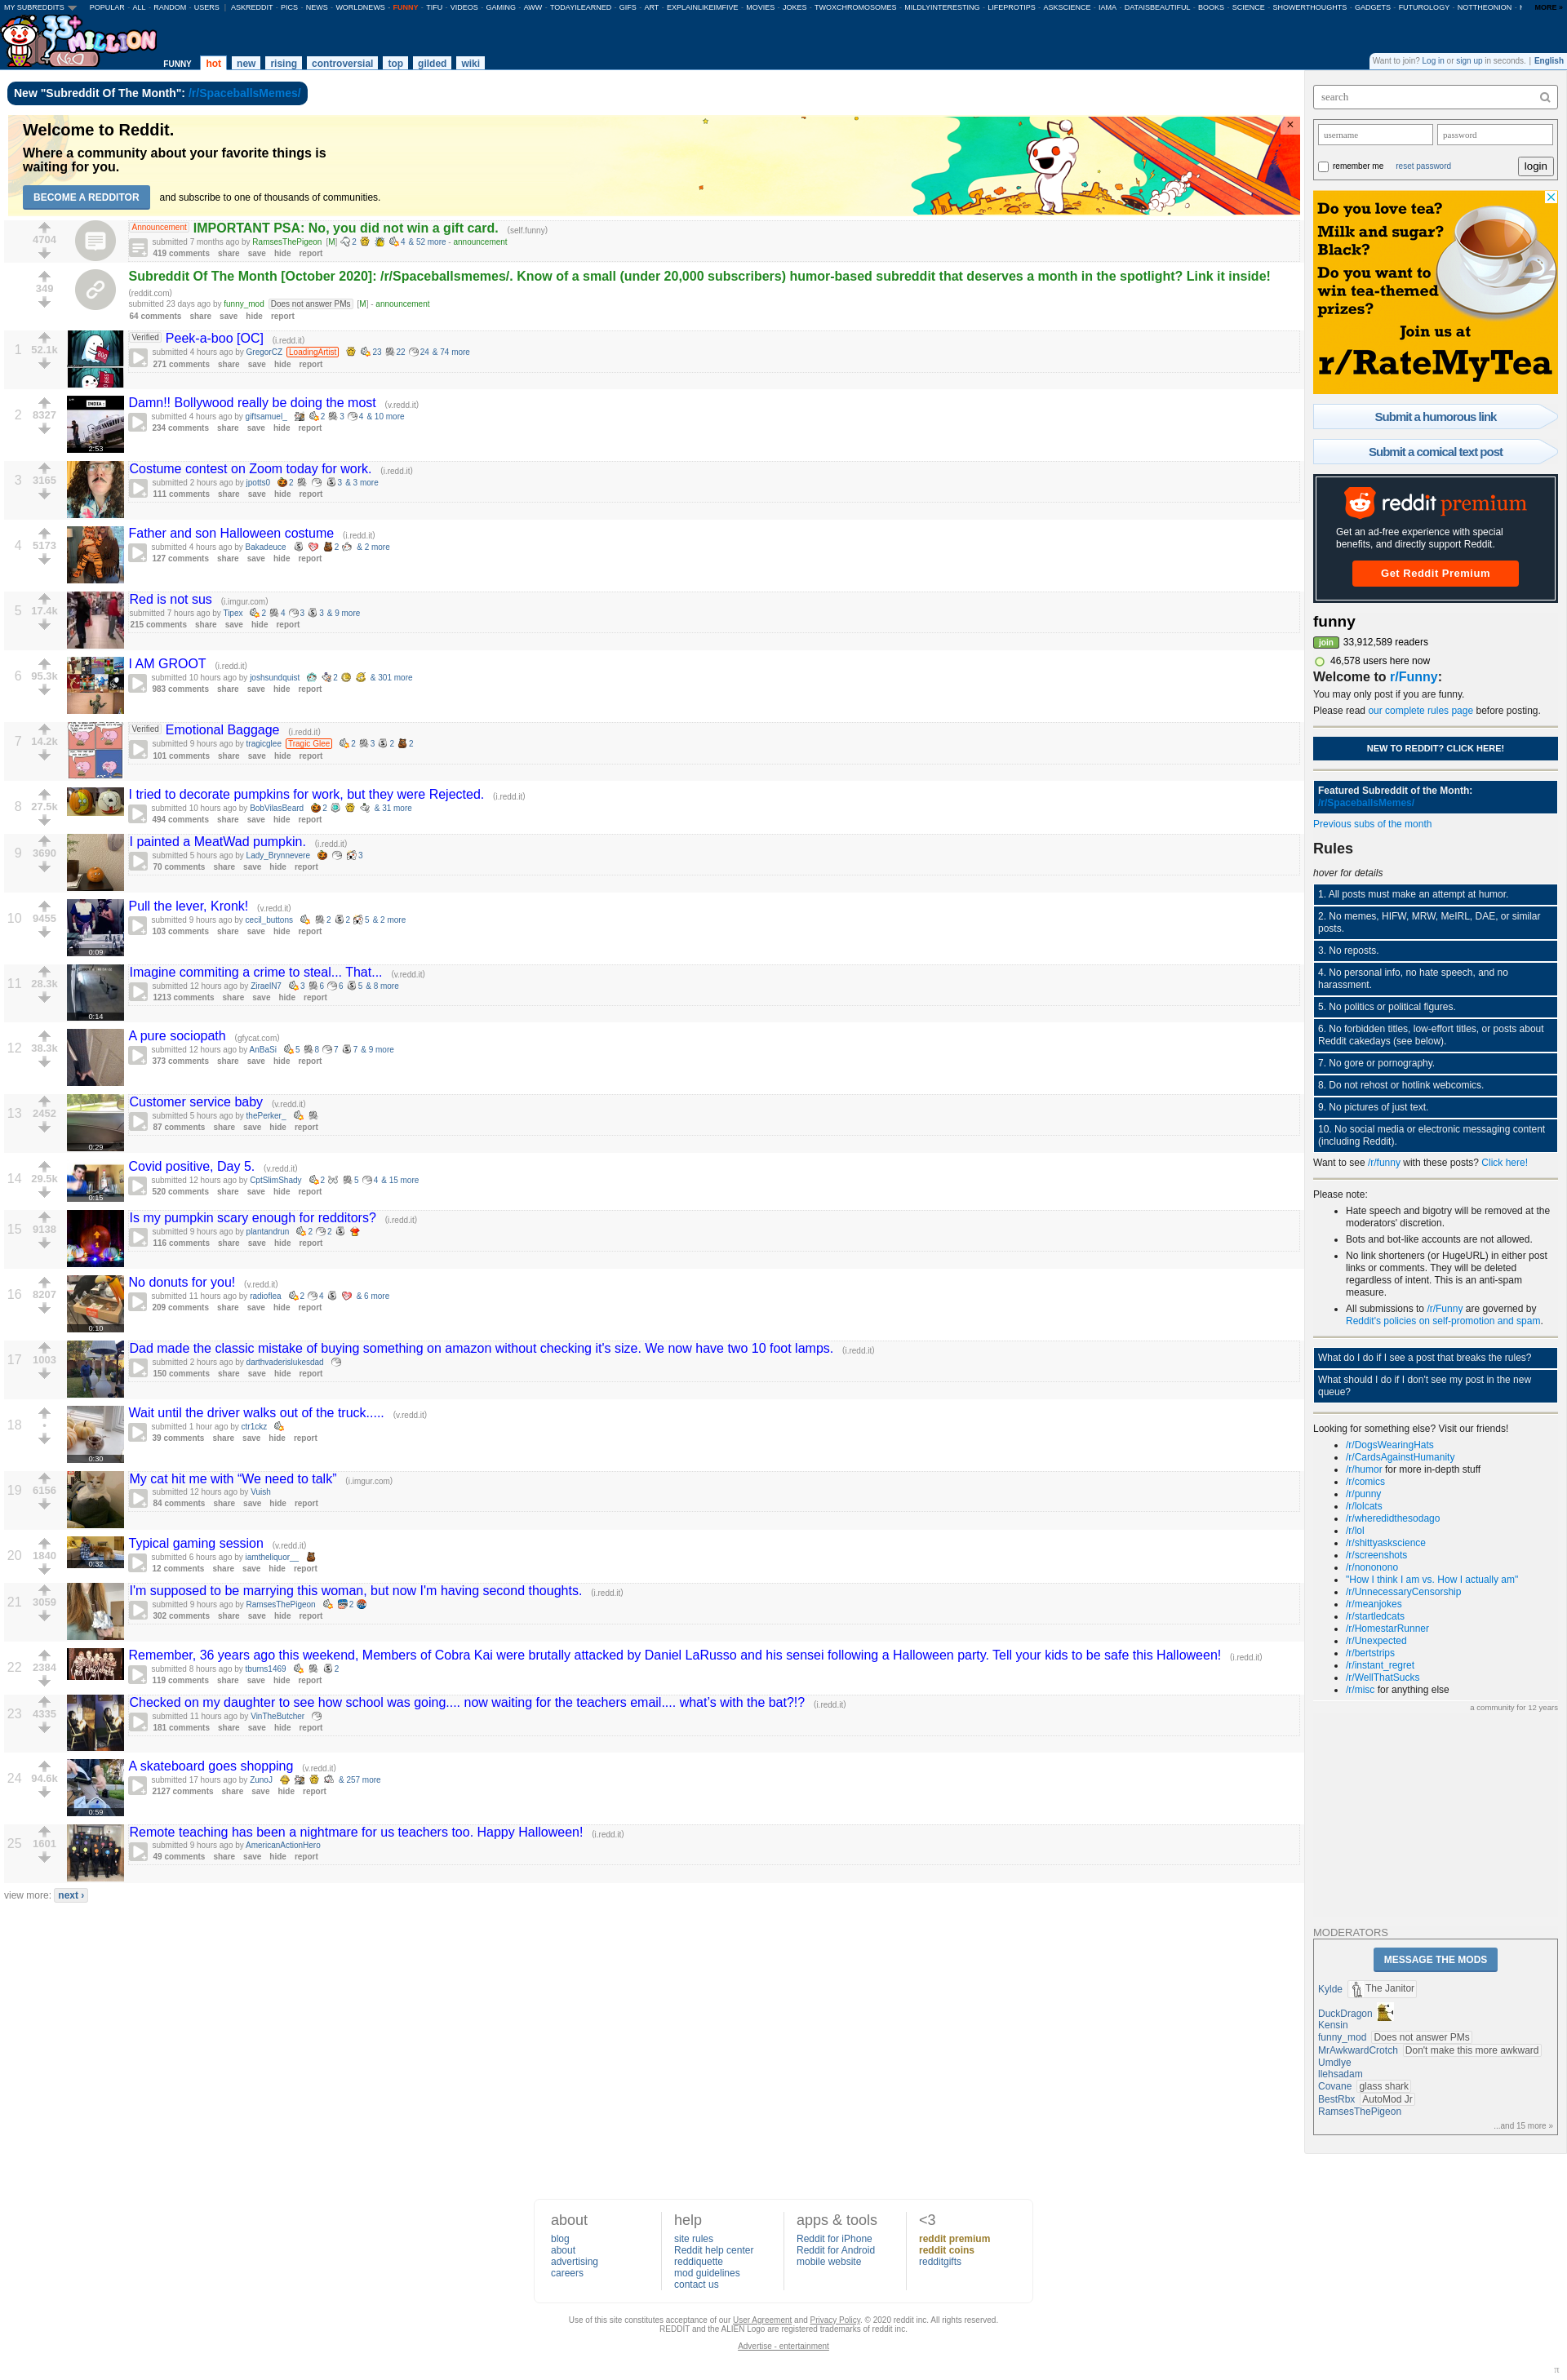 MY SUBREDDITS POPULAR - ALL - RANDOM - USERS | ASKREDDIT - PICS - NEWS - WORLDNEWS - FUNNY - TIFU - VIDEOS - GAMING - AWW - TODAYILEARNED - GIFS - ART - EXPLAINLIKEIMFIVE - MOVIES - JOKES - TWOXCHROMOSOMES - MILDLYINTERESTING - LIFEPROTIPS - ASKSCIENCE - IAMA - DATAISBEAUTIFUL - BOOKS - SCIENCE - SHOWERTHOUGHTS - GADGETS - FUTUROLOGY - NOTTHEONION - MORE »
33+ MILLION
FUNNY hot new rising controversial top gilded wiki
Want to join? Log in or sign up in seconds. | English
New "Subreddit Of The Month": /r/SpaceballsMemes/
Welcome to Reddit.
Where a community about your favorite things is
waiting for you.
BECOME A REDDITOR and subscribe to one of thousands of communities.
4704
Announcement IMPORTANT PSA: No, you did not win a gift card. (self.funny)
submitted 7 months ago by RamsesThePigeon [M] 2 4 & 52 more - announcement
419 comments share save hide report
349
Subreddit Of The Month [October 2020]: /r/Spaceballsmemes/. Know of a small (under 20,000 subscribers) humor-based subreddit that deserves a month in the spotlight? Link it inside!
(reddit.com)
submitted 23 days ago by funny_mod Does not answer PMs [M] - announcement
64 comments share save hide report
1 52.1k
Verified Peek-a-boo [OC] (i.redd.it)
submitted 4 hours ago by GregorCZ LoadingArtist 23 22 24 & 74 more
271 comments share save hide report
2 8327
2:53
Damn!! Bollywood really be doing the most (v.redd.it)
submitted 4 hours ago by giftsamuel_ 2 3 4 & 10 more
234 comments share save hide report
3 3165
Costume contest on Zoom today for work. (i.redd.it)
submitted 2 hours ago by jpotts0 2 3 & 3 more
111 comments share save hide report
4 5173
Father and son Halloween costume (i.redd.it)
submitted 4 hours ago by Bakadeuce 2 & 2 more
127 comments share save hide report
5 17.4k
Red is not sus (i.imgur.com)
submitted 7 hours ago by Tipex 2 4 3 3 & 9 more
215 comments share save hide report
6 95.3k
I AM GROOT (i.redd.it)
submitted 10 hours ago by joshsundquist 2 & 301 more
983 comments share save hide report
7 14.2k
Verified Emotional Baggage (i.redd.it)
submitted 9 hours ago by tragicglee Tragic Glee 2 3 2 2
101 comments share save hide report
8 27.5k
I tried to decorate pumpkins for work, but they were Rejected. (i.redd.it)
submitted 10 hours ago by BobVilasBeard 2 & 31 more
494 comments share save hide report
9 3690
I painted a MeatWad pumpkin. (i.redd.it)
submitted 5 hours ago by Lady_Brynnevere 3
70 comments share save hide report
10 9455
0:09
Pull the lever, Kronk! (v.redd.it)
submitted 9 hours ago by cecil_buttons 2 2 5 & 2 more
103 comments share save hide report
11 28.3k
0:14
Imagine commiting a crime to steal... That... (v.redd.it)
submitted 12 hours ago by ZiraelN7 3 6 6 5 & 8 more
1213 comments share save hide report
12 38.3k
A pure sociopath (gfycat.com)
submitted 12 hours ago by AnBaSi 5 8 7 7 & 9 more
373 comments share save hide report
13 2452
0:29
Customer service baby (v.redd.it)
submitted 5 hours ago by thePerker_
87 comments share save hide report
14 29.5k
0:15
Covid positive, Day 5. (v.redd.it)
submitted 12 hours ago by CptSlimShady 2 5 4 & 15 more
520 comments share save hide report
15 9138
Is my pumpkin scary enough for redditors? (i.redd.it)
submitted 9 hours ago by plantandrun 2 2
116 comments share save hide report
16 8207
0:10
No donuts for you! (v.redd.it)
submitted 11 hours ago by radioflea 2 4 & 6 more
209 comments share save hide report
17 1003
Dad made the classic mistake of buying something on amazon without checking it's size. We now have two 10 foot lamps. (i.redd.it)
submitted 2 hours ago by darthvaderislukesdad
150 comments share save hide report
18 •
0:30
Wait until the driver walks out of the truck..... (v.redd.it)
submitted 1 hour ago by ctr1ckz
39 comments share save hide report
19 6156
My cat hit me with “We need to talk” (i.imgur.com)
submitted 12 hours ago by Vuish
84 comments share save hide report
20 1840
0:32
Typical gaming session (v.redd.it)
submitted 6 hours ago by iamtheliquor__
12 comments share save hide report
21 3059
I'm supposed to be marrying this woman, but now I'm having second thoughts. (i.redd.it)
submitted 9 hours ago by RamsesThePigeon 2
302 comments share save hide report
22 2384
Remember, 36 years ago this weekend, Members of Cobra Kai were brutally attacked by Daniel LaRusso and his sensei following a Halloween party. Tell your kids to be safe this Halloween! (i.redd.it)
submitted 8 hours ago by tburns1469 2
119 comments share save hide report
23 4335
Checked on my daughter to see how school was going.... now waiting for the teachers email.... what’s with the bat?!? (i.redd.it)
submitted 11 hours ago by VinTheButcher
181 comments share save hide report
24 94.6k
0:59
A skateboard goes shopping (v.redd.it)
submitted 17 hours ago by ZunoJ & 257 more
2127 comments share save hide report
25 1601
Remote teaching has been a nightmare for us teachers too. Happy Halloween! (i.redd.it)
submitted 9 hours ago by AmericanActionHero
49 comments share save hide report
view more: next ›
search
username password
remember me reset password login
Do you love tea?
Milk and sugar?
Black?
Do you want to
win tea-themed
prizes?
Join us at
r/RateMyTea
Submit a humorous link
Submit a comical text post
reddit premium
Get an ad-free experience with special
benefits, and directly support Reddit.
Get Reddit Premium
funny
join 33,912,589 readers
46,578 users here now
Welcome to r/Funny:
You may only post if you are funny.
Please read our complete rules page before posting.
NEW TO REDDIT? CLICK HERE!
Featured Subreddit of the Month:
/r/SpaceballsMemes/
Previous subs of the month
Rules
hover for details
1. All posts must make an attempt at humor.
2. No memes, HIFW, MRW, MeIRL, DAE, or similar
posts.
3. No reposts.
4. No personal info, no hate speech, and no
harassment.
5. No politics or political figures.
6. No forbidden titles, low-effort titles, or posts about
Reddit cakedays (see below).
7. No gore or pornography.
8. Do not rehost or hotlink webcomics.
9. No pictures of just text.
10. No social media or electronic messaging content
(including Reddit).
Want to see /r/funny with these posts? Click here!
Please note:
Hate speech and bigotry will be removed at the
moderators' discretion.
Bots and bot-like accounts are not allowed.
No link shorteners (or HugeURL) in either post
links or comments. They will be deleted
regardless of intent. This is an anti-spam
measure.
All submissions to /r/Funny are governed by
Reddit's policies on self-promotion and spam.
What do I do if I see a post that breaks the rules?
What should I do if I don't see my post in the new
queue?
Looking for something else? Visit our friends!
/r/DogsWearingHats
/r/CardsAgainstHumanity
/r/humor for more in-depth stuff
/r/comics
/r/punny
/r/lolcats
/r/wheredidthesodago
/r/lol
/r/shittyaskscience
/r/screenshots
/r/nononono
"How I think I am vs. How I actually am"
/r/UnnecessaryCensorship
/r/meanjokes
/r/startledcats
/r/HomestarRunner
/r/Unexpected
/r/bertstrips
/r/instant_regret
/r/WellThatSucks
/r/misc for anything else
a community for 12 years
MODERATORS
MESSAGE THE MODS
Kylde The Janitor
DuckDragon
Kensin
funny_mod Does not answer PMs
MrAwkwardCrotch Don't make this more awkward
Umdlye
llehsadam
Covane glass shark
BestRbx AutoMod Jr
RamsesThePigeon
...and 15 more »
about
blog
about
advertising
careers
help
site rules
Reddit help center
reddiquette
mod guidelines
contact us
apps & tools
Reddit for iPhone
Reddit for Android
mobile website
<3
reddit premium
reddit coins
redditgifts
Use of this site constitutes acceptance of our User Agreement and Privacy Policy. © 2020 reddit inc. All rights reserved.
REDDIT and the ALIEN Logo are registered trademarks of reddit inc.
Advertise - entertainment
π